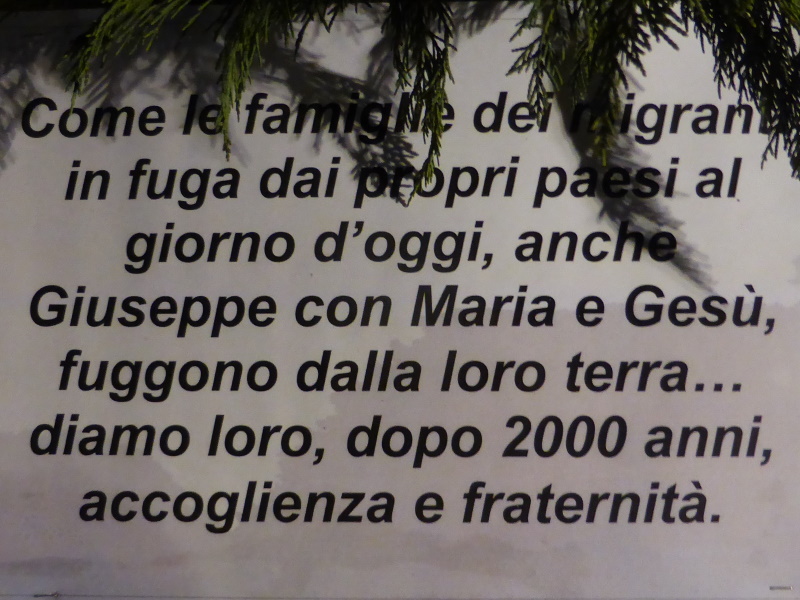 Come le famiglie dei migranti
in fuga dai propri paesi al
giorno d'oggi, anche
Giuseppe con Maria e Gesù,
fuggono dalla loro terra…
diamo loro, dopo 2000 anni,
accoglienza e fraternità.